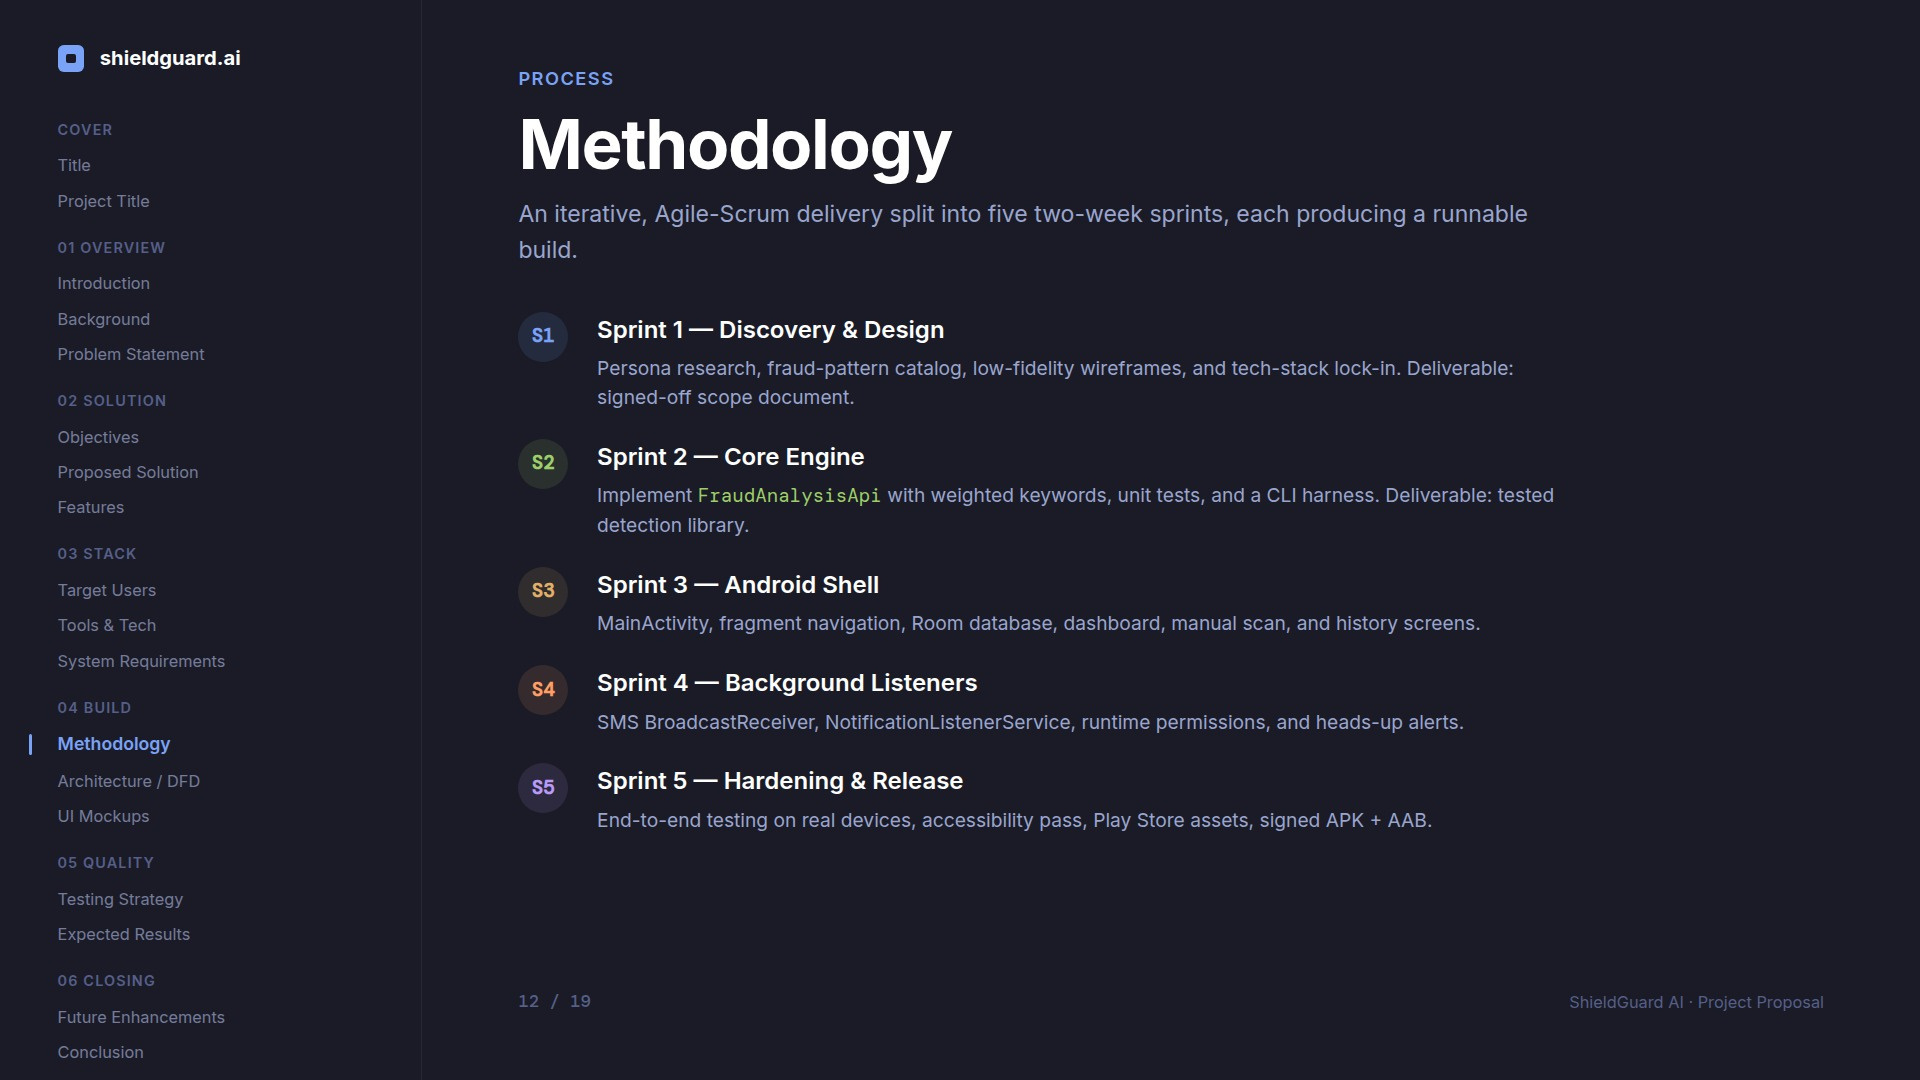 shieldguard.ai
COVER
Title
Project Title
01 OVERVIEW
Introduction
Background
Problem Statement
02 SOLUTION
Objectives
Proposed Solution
Features
03 STACK
Target Users
Tools & Tech
System Requirements
04 BUILD
Methodology
Architecture / DFD
UI Mockups
05 QUALITY
Testing Strategy
Expected Results
06 CLOSING
Future Enhancements
Conclusion
PROCESS
Methodology
An iterative, Agile-Scrum delivery split into five two-week sprints, each producing a runnable
build.
S1
Sprint 1 — Discovery & Design
Persona research, fraud-pattern catalog, low-fidelity wireframes, and tech-stack lock-in. Deliverable:
signed-off scope document.
S2
Sprint 2 — Core Engine
Implement FraudAnalysisApi with weighted keywords, unit tests, and a CLI harness. Deliverable: tested
detection library.
S3
Sprint 3 — Android Shell
MainActivity, fragment navigation, Room database, dashboard, manual scan, and history screens.
S4
Sprint 4 — Background Listeners
SMS BroadcastReceiver, NotificationListenerService, runtime permissions, and heads-up alerts.
S5
Sprint 5 — Hardening & Release
End-to-end testing on real devices, accessibility pass, Play Store assets, signed APK + AAB.
12 / 19
ShieldGuard AI · Project Proposal